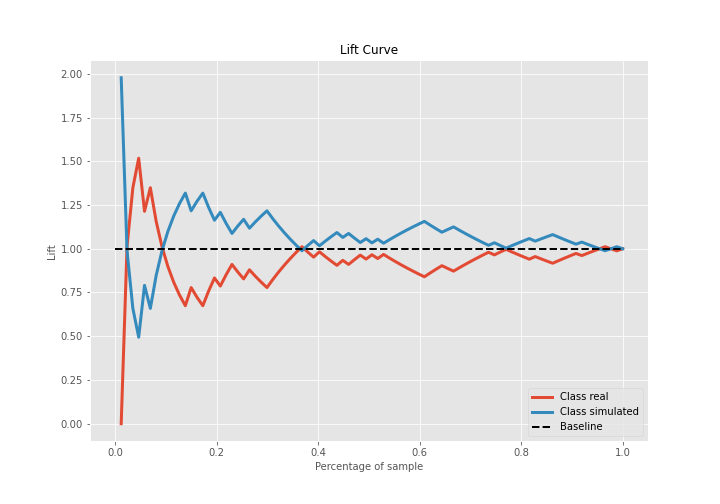 Lift Curve
2.00
1.75
1.50
1.25
1.00
0.75
0.50
0.25
0.00
Lift
0.0 0.2 0.4 0.6 0.8 1.0
Percentage of sample
Class real
Class simulated
Baseline